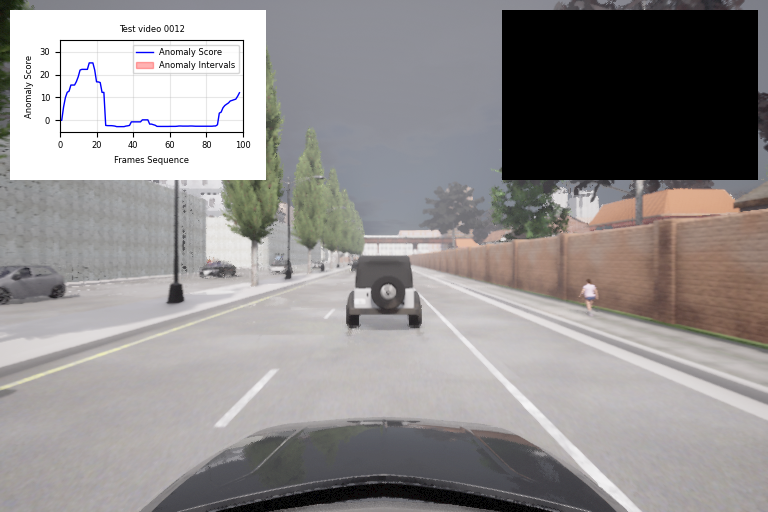 Test video 0012
Anomaly Score
30
20
10
0
Anomaly Score
Anomaly Intervals
0 20 40 60 80 100
Frames Sequence